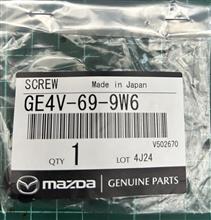 SCREW Made in Japan
GE4V-69-9W6
V502670
QTY 1 LOT 4J24
mazda GENUINE PARTS